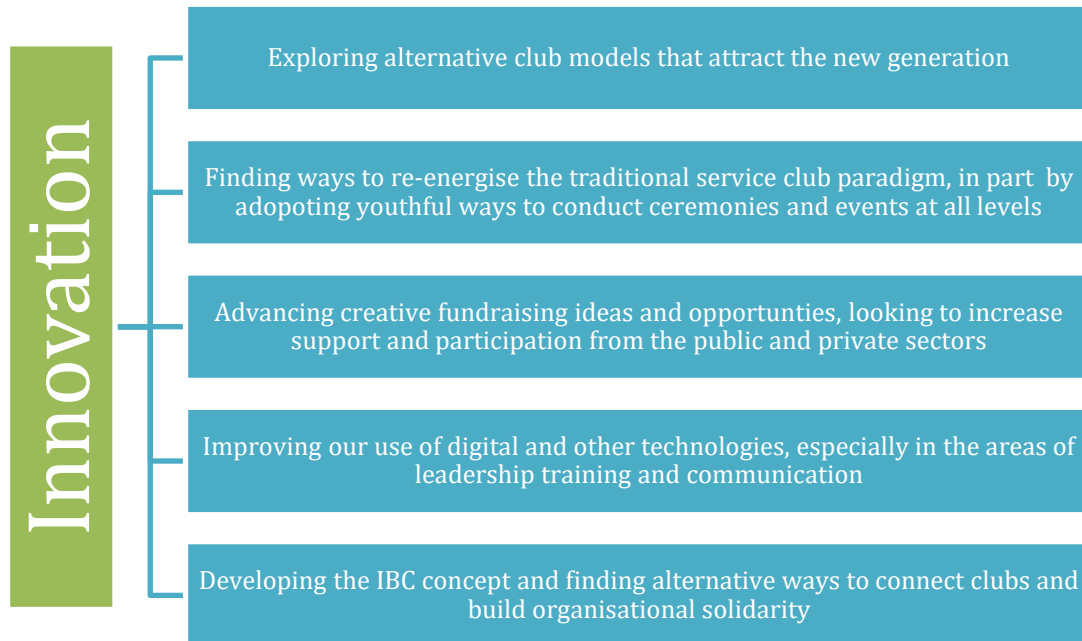 Innovation
Exploring alternative club models that attract the new generation
Finding ways to re-energise the traditional service club paradigm, in part by
adopoting youthful ways to conduct ceremonies and events at all levels
Advancing creative fundraising ideas and opportunties, looking to increase
support and participation from the public and private sectors
Improving our use of digital and other technologies, especially in the areas of
leadership training and communication
Developing the IBC concept and finding alternative ways to connect clubs and
build organisational solidarity